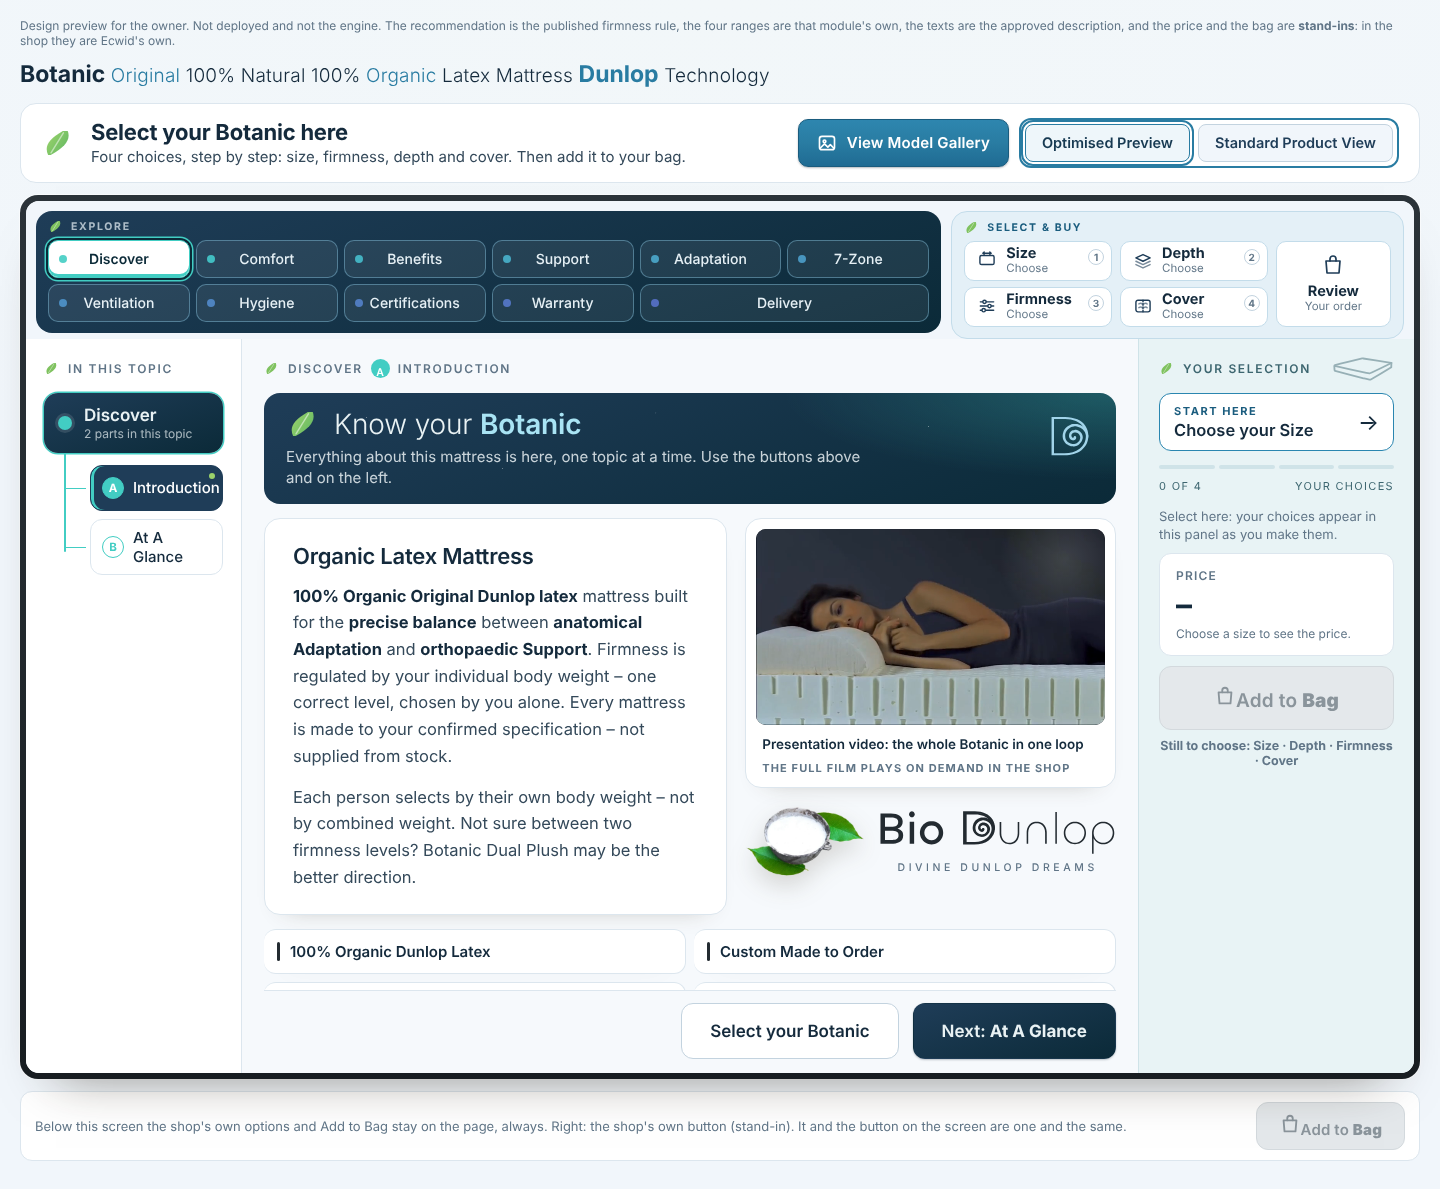 Design preview for the owner. Not deployed and not the engine. The recommendation is the published firmness rule, the four ranges are that module's own, the texts are the approved description, and the price and the bag are stand-ins: in the
shop they are Ecwid's own.
Botanic Original 100% Natural 100% Organic Latex Mattress Dunlop Technology
Select your Botanic here
Four choices, step by step: size, firmness, depth and cover. Then add it to your bag.
View Model Gallery
Optimised Preview
Standard Product View
EXPLORE
Discover
Comfort
Benefits
Support
Adaptation
7-Zone
Ventilation
Hygiene
Certifications
Warranty
Delivery
SELECT & BUY
Size
Choose
1
Depth
Choose
2
Firmness
Choose
3
Cover
Choose
4
Review
Your order
IN THIS TOPIC
Discover
2 parts in this topic
A Introduction
B At A
Glance
DISCOVER A INTRODUCTION
Know your Botanic
Everything about this mattress is here, one topic at a time. Use the buttons above
and on the left.
Organic Latex Mattress
100% Organic Original Dunlop latex mattress built
for the precise balance between anatomical
Adaptation and orthopaedic Support. Firmness is
regulated by your individual body weight – one
correct level, chosen by you alone. Every mattress
is made to your confirmed specification – not
supplied from stock.
Each person selects by their own body weight – not
by combined weight. Not sure between two
firmness levels? Botanic Dual Plush may be the
better direction.
Presentation video: the whole Botanic in one loop
THE FULL FILM PLAYS ON DEMAND IN THE SHOP
Bio Dunlop
DIVINE DUNLOP DREAMS
100% Organic Dunlop Latex
Custom Made to Order
Select your Botanic
Next: At A Glance
YOUR SELECTION
START HERE
Choose your Size
0 OF 4
YOUR CHOICES
Select here: your choices appear in
this panel as you make them.
PRICE
–
Choose a size to see the price.
Add to Bag
Still to choose: Size · Depth · Firmness
· Cover
Below this screen the shop's own options and Add to Bag stay on the page, always. Right: the shop's own button (stand-in). It and the button on the screen are one and the same.
Add to Bag